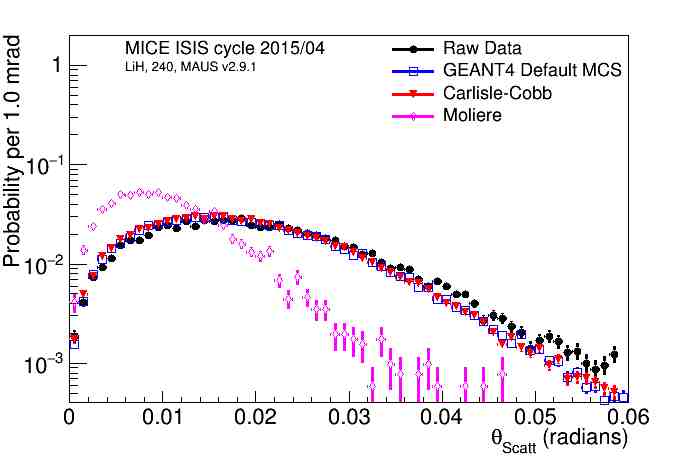 MICE ISIS cycle 2015/04
LiH, 240, MAUS v2.9.1
Raw Data
GEANT4 Default MCS
Carlisle-Cobb
Moliere
Probability per 1.0 mrad
1
10−1
10−2
10−3
0 0.01 0.02 0.03 0.04 0.05 0.06
θScatt (radians)